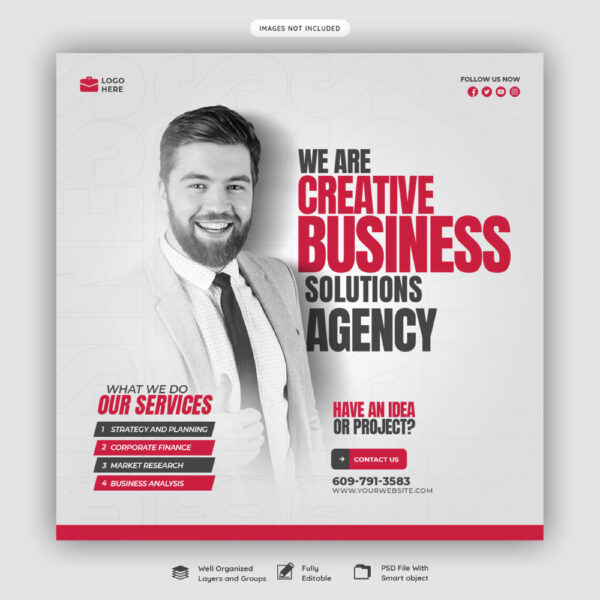 IMAGES NOT INCLUDED
LOGO
HERE
FOLLOW US NOW
WE ARE
CREATIVE
BUSINESS
SOLUTIONS
AGENCY
WHAT WE DO
OUR SERVICES
1 STRATEGY AND PLANNING
2 CORPORATE FINANCE
3 MARKET RESEARCH
4 BUSINESS ANALYSIS
HAVE AN IDEA
OR PROJECT?
CONTACT US
609-791-3583
WWW.YOURWEBSITE.COM
Well Organized
Layers and Groups
Fully
Editable
PSD File With
Smart object